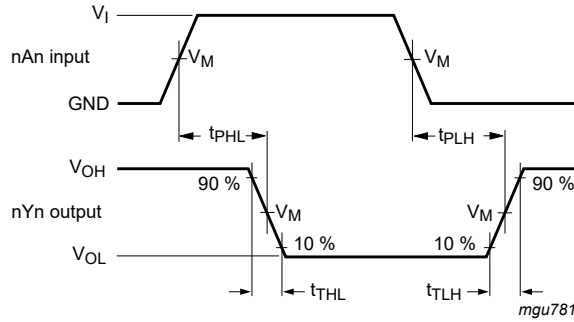 V_I
nAn input
V_M
V_M
GND
t_PHL
t_PLH
V_OH
90 %
90 %
nYn output
V_M
V_M
10 %
10 %
V_OL
t_THL
t_TLH
mgu781